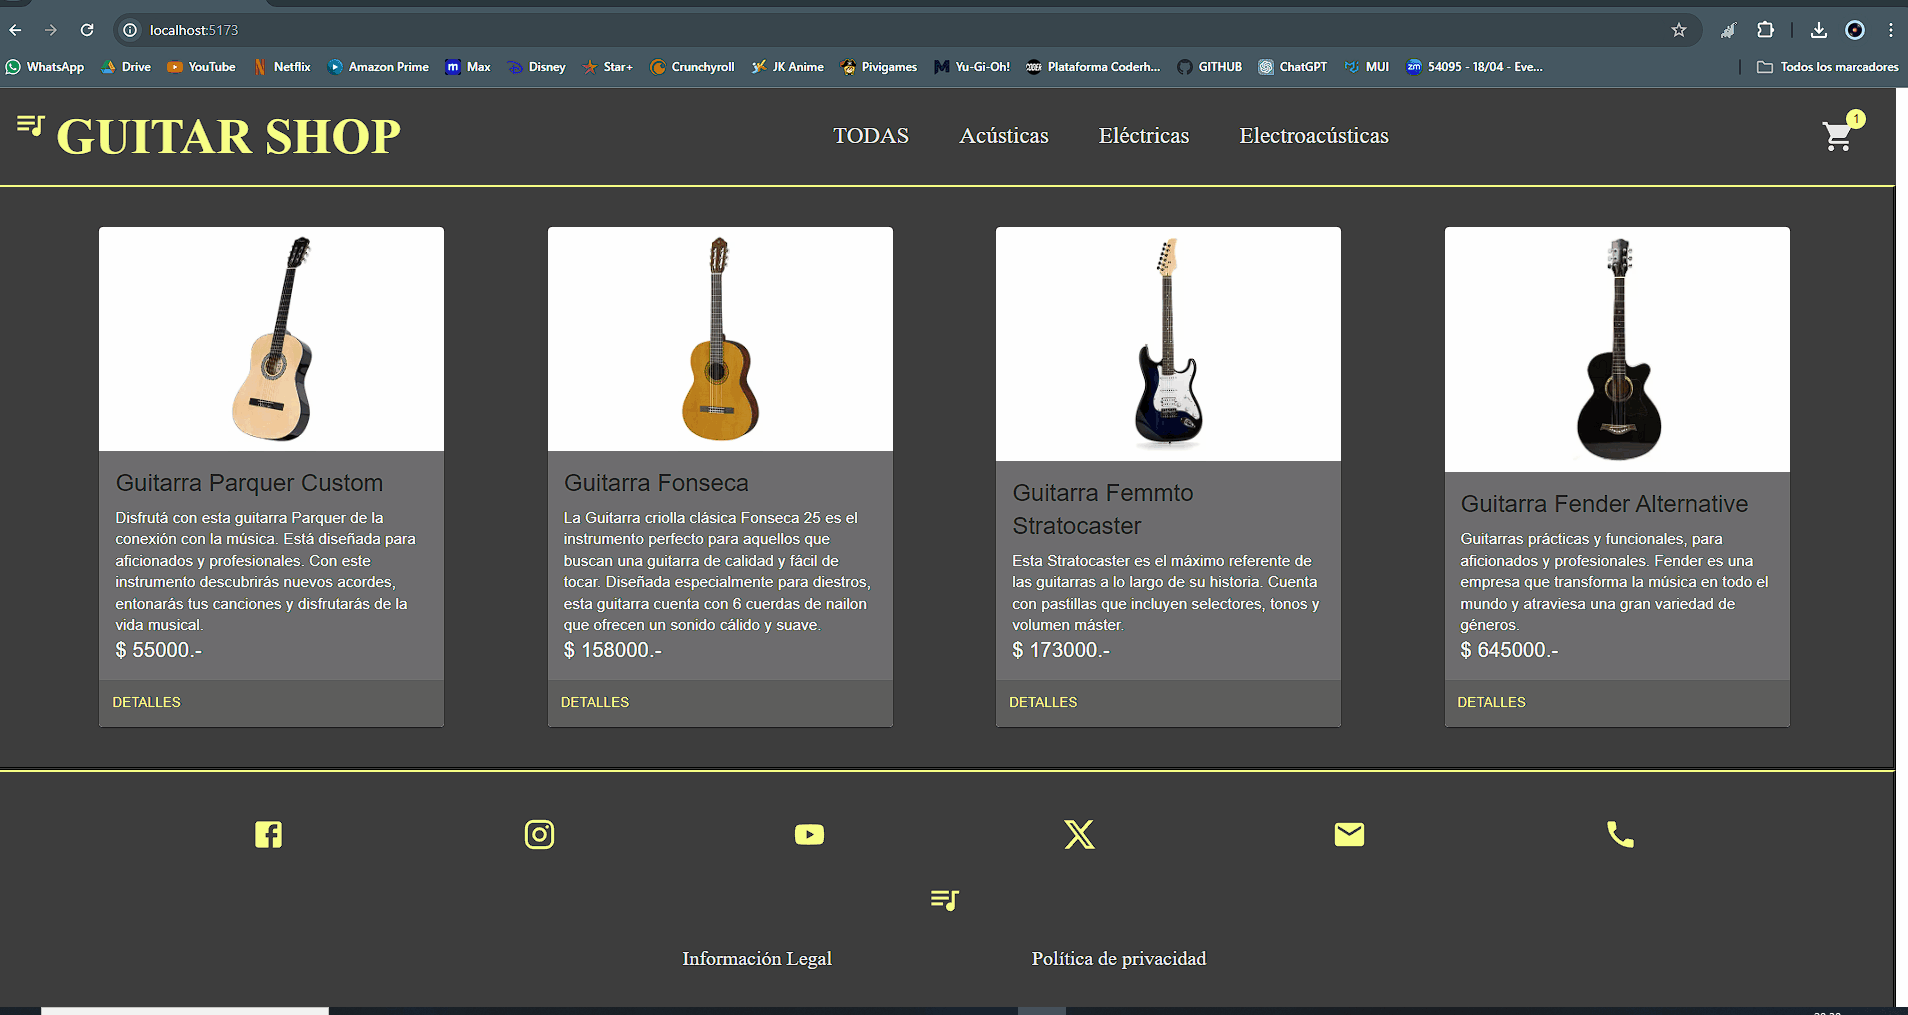 localhost:5173
WhatsApp Drive YouTube Netflix Amazon Prime Max Disney Star+ Crunchyroll JK Anime Pivigames Yu-Gi-Oh! Plataforma Coderh... GITHUB ChatGPT MUI 54095 - 18/04 - Eve... Todos los marcadores
GUITAR SHOP TODAS Acústicas Eléctricas Electroacústicas 1
Guitarra Parquer Custom
Disfrutá con esta guitarra Parquer de la
conexión con la música. Está diseñada para
aficionados y profesionales. Con este
instrumento descubrirás nuevos acordes,
entonarás tus canciones y disfrutarás de la
vida musical.
$ 55000.-
DETALLES
Guitarra Fonseca
La Guitarra criolla clásica Fonseca 25 es el
instrumento perfecto para aquellos que
buscan una guitarra de calidad y fácil de
tocar. Diseñada especialmente para diestros,
esta guitarra cuenta con 6 cuerdas de nailon
que ofrecen un sonido cálido y suave.
$ 158000.-
DETALLES
Guitarra Femmto
Stratocaster
Esta Stratocaster es el máximo referente de
las guitarras a lo largo de su historia. Cuenta
con pastillas que incluyen selectores, tonos y
volumen máster.
$ 173000.-
DETALLES
Guitarra Fender Alternative
Guitarras prácticas y funcionales, para
aficionados y profesionales. Fender es una
empresa que transforma la música en todo el
mundo y atraviesa una gran variedad de
géneros.
$ 645000.-
DETALLES
Información Legal Política de privacidad